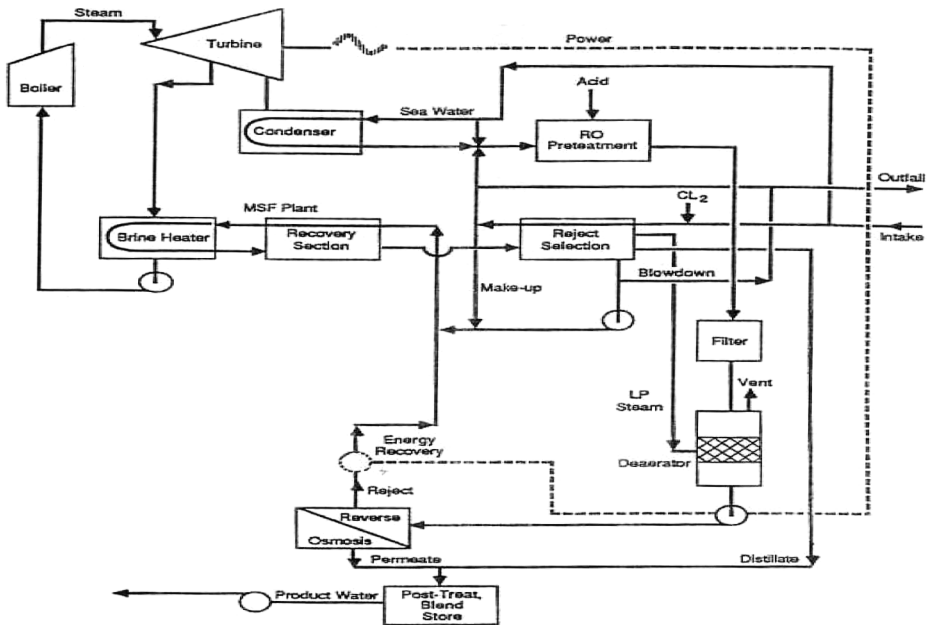 Steam
Turbine
Power
Boiler
Acid
Sea Water
Condenser
RO
Pretreatment
Outfall
CL2
MSF Plant
Brine Heater
Recovery
Section
Reject
Selection
Intake
Blowdown
Make-up
Filter
Vent
LP
Steam
Energy
Recovery
Deaerator
Reject
Reverse
Osmosis
Permeate
Distillate
Product Water
Post-Treat,
Blend
Store